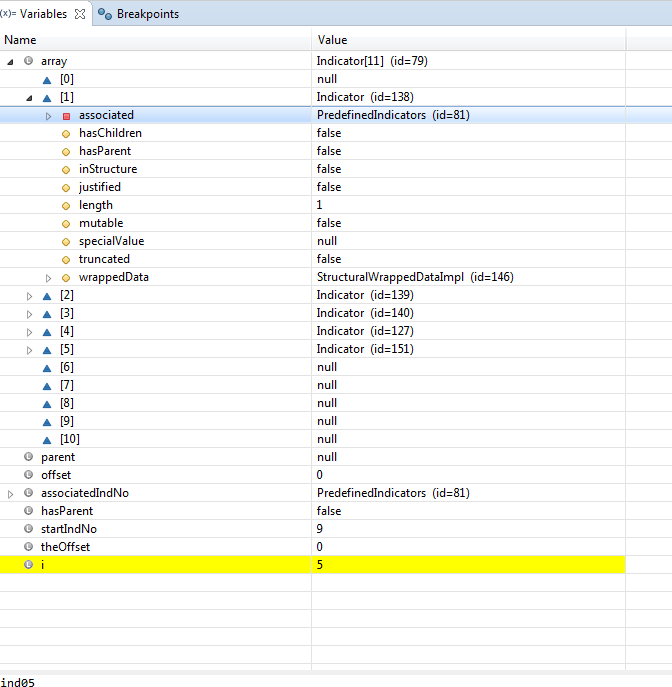 (x)= Variables Breakpoints
Name Value
array Indicator[11] (id=79)
[0] null
[1] Indicator (id=138)
associated PredefinedIndicators (id=81)
hasChildren false
hasParent false
inStructure false
justified false
length 1
mutable false
specialValue null
truncated false
wrappedData StructuralWrappedDataImpl (id=146)
[2] Indicator (id=139)
[3] Indicator (id=140)
[4] Indicator (id=127)
[5] Indicator (id=151)
[6] null
[7] null
[8] null
[9] null
[10] null
parent null
offset 0
associatedIndNo PredefinedIndicators (id=81)
hasParent false
startIndNo 9
theOffset 0
i 5
ind05